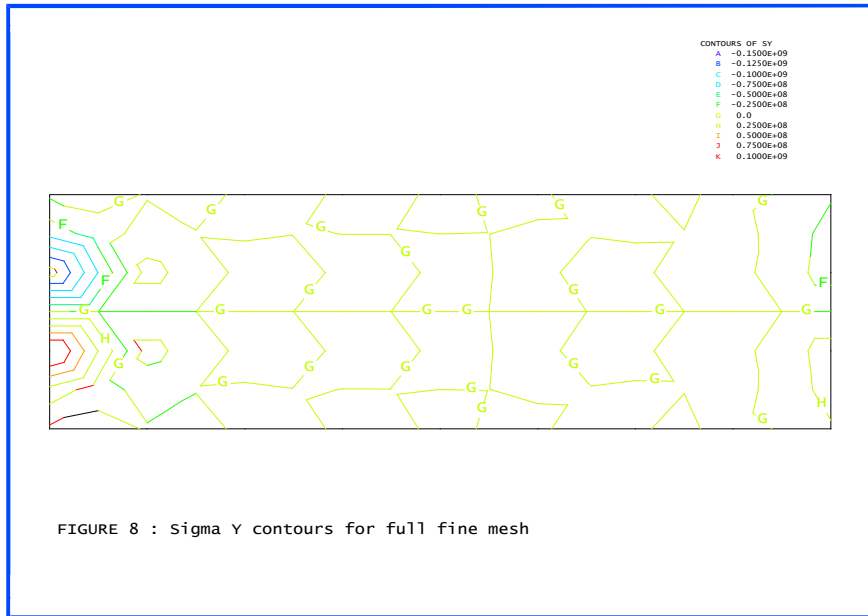 CONTOURS OF SY
A -0.1500E+09
B -0.1250E+09
C -0.1000E+09
D -0.7500E+08
E -0.5000E+08
F -0.2500E+08
G 0.0
H 0.2500E+08
I 0.5000E+08
J 0.7500E+08
K 0.1000E+09
G G G G G
F G
G
F G G F
G G G G G G
H
G G G
G G G H
G G
FIGURE 8 : Sigma Y contours for full fine mesh